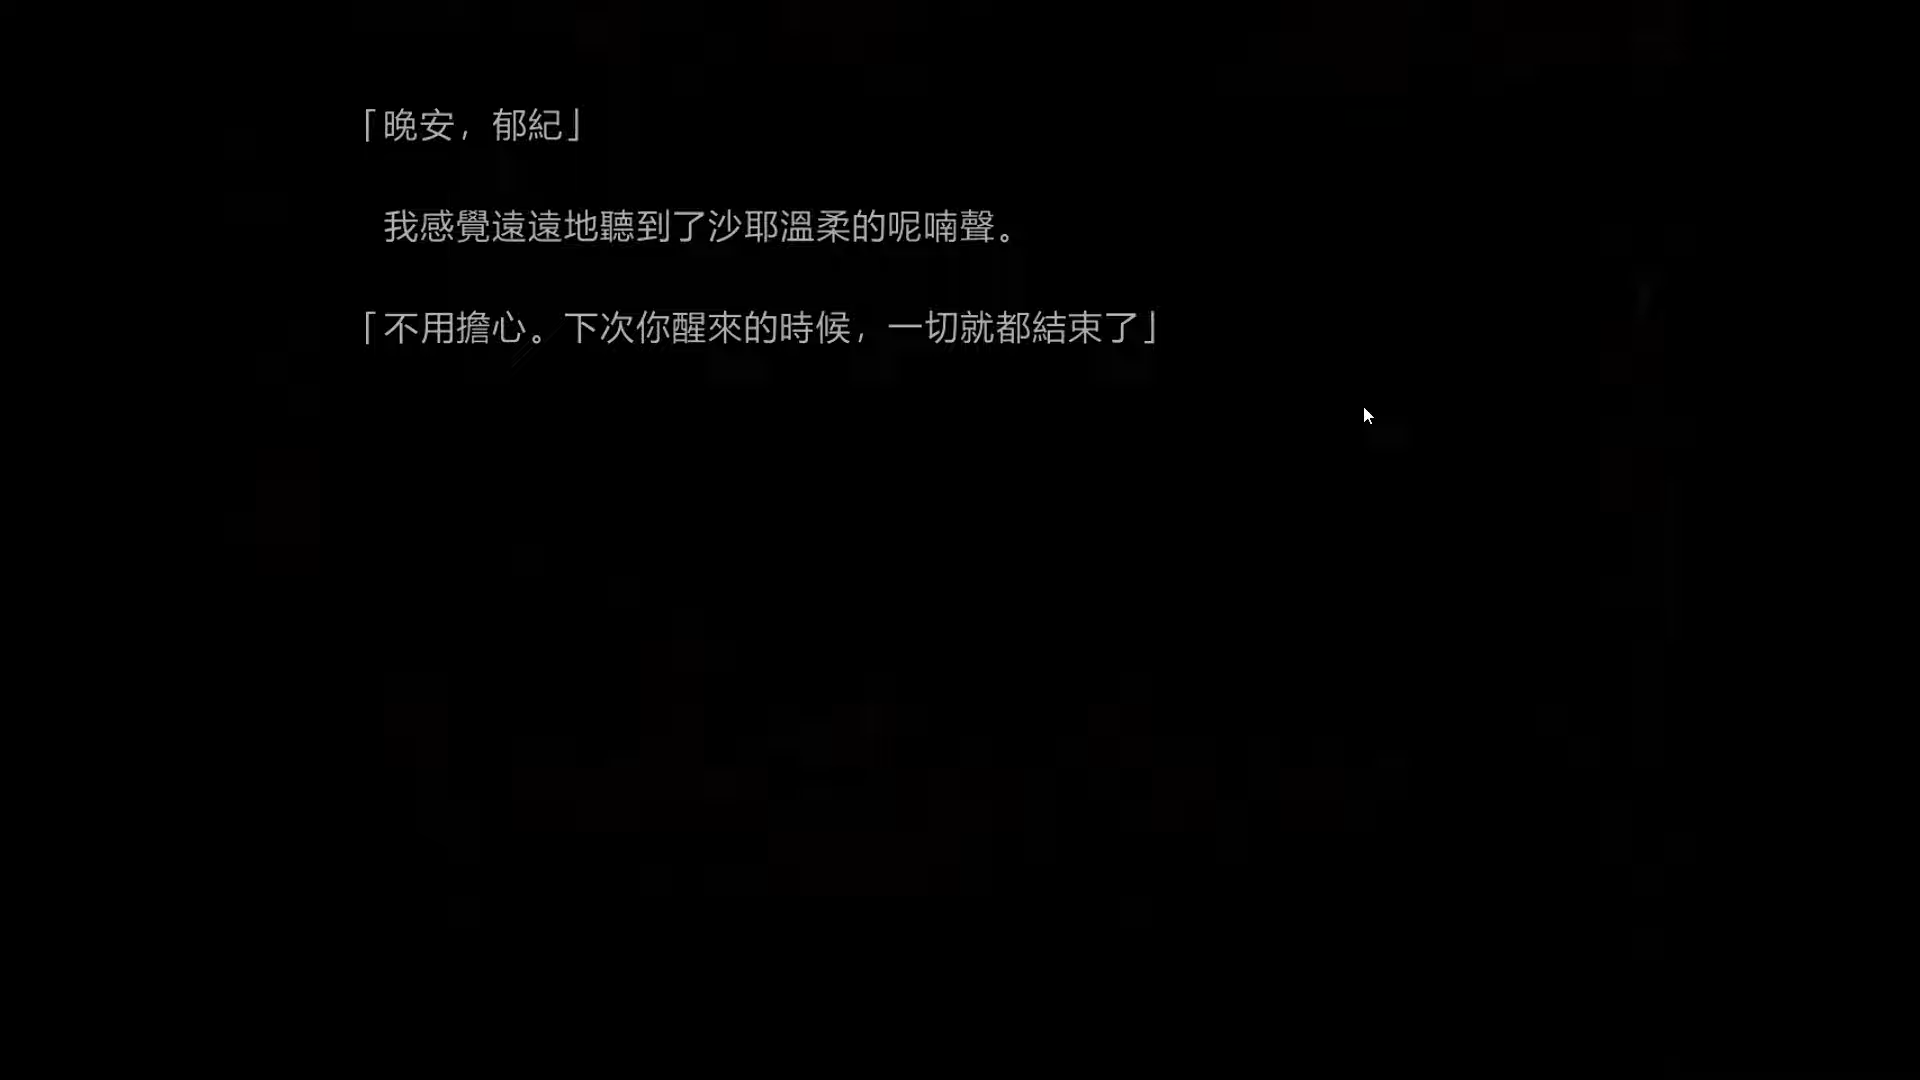 「晚安，郁紀」
我感覺遠遠地聽到了沙耶溫柔的呢喃聲。
「不用擔心。下次你醒來的時候，一切就都結束了」